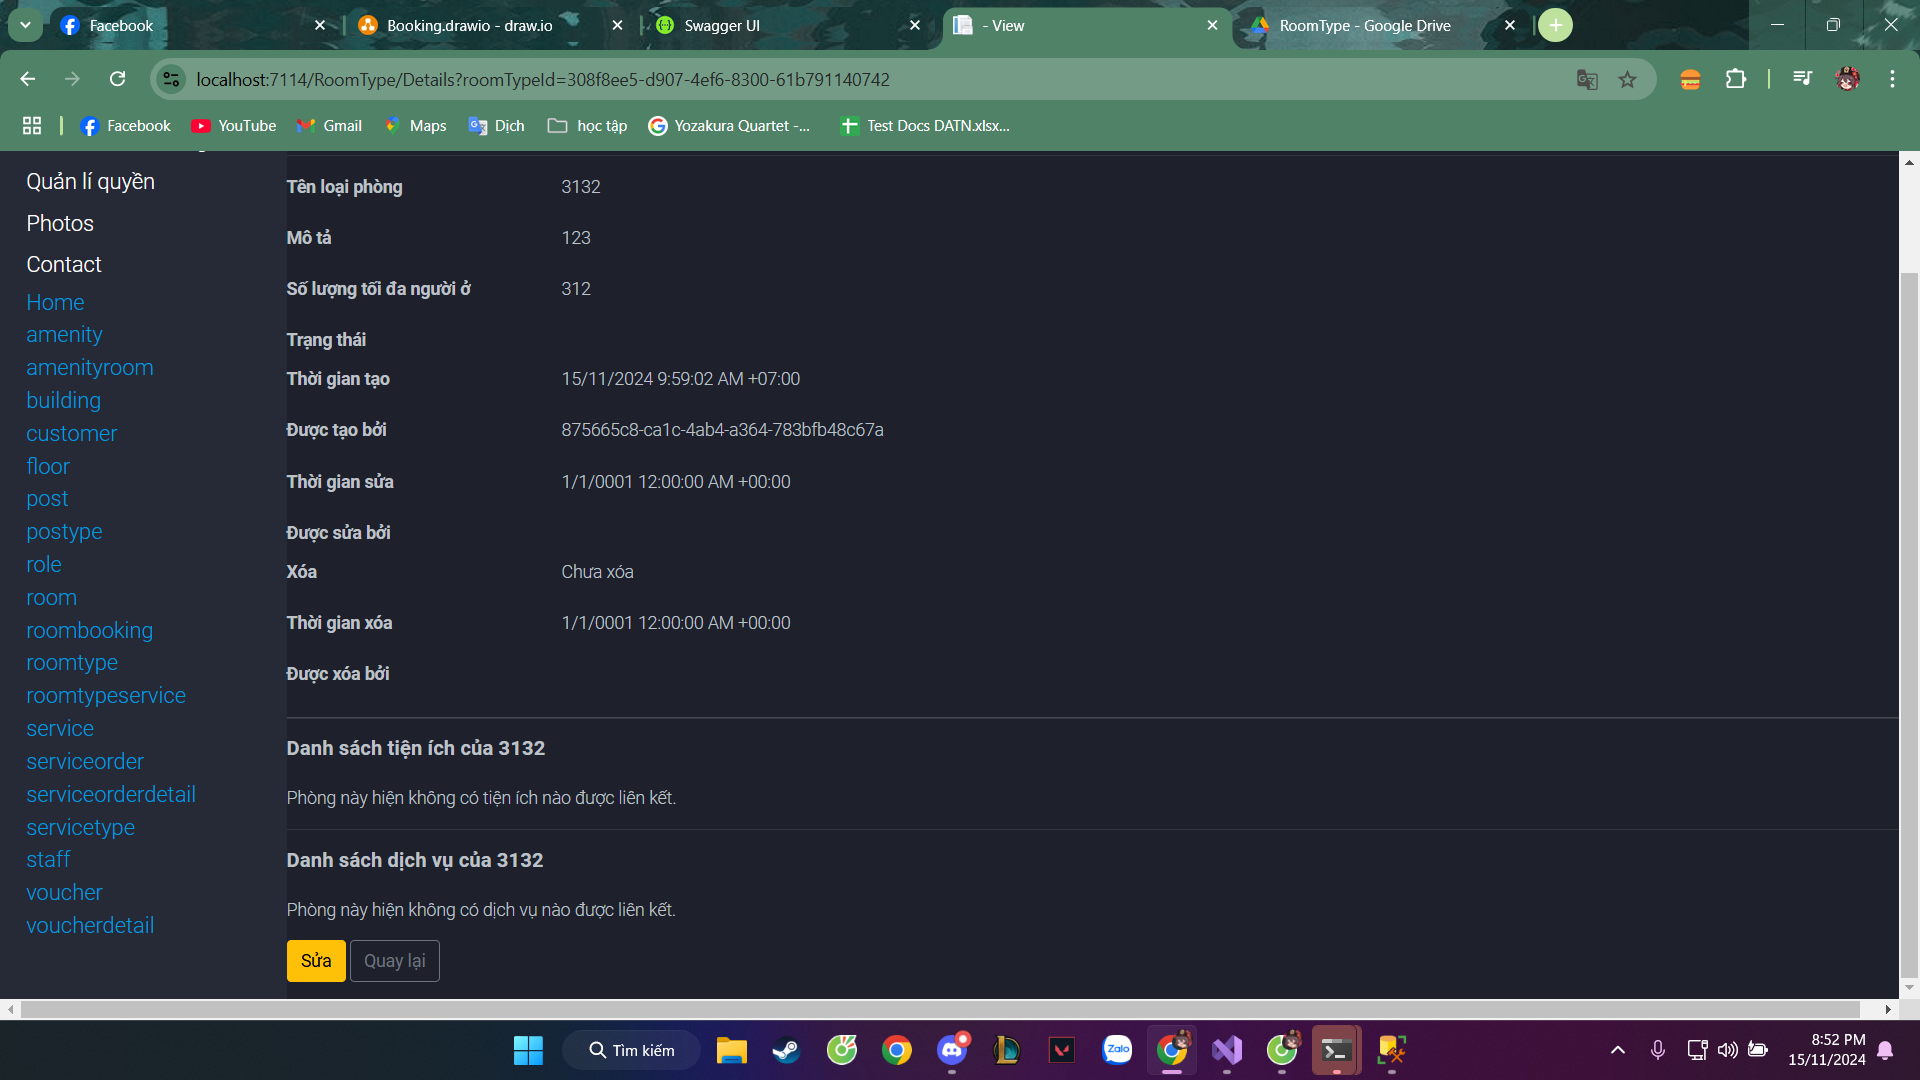 Facebook
Booking.drawio - draw.io
Swagger UI
- View
RoomType - Google Drive
localhost:7114/RoomType/Details?roomTypeId=308f8ee5-d907-4ef6-8300-61b791140742
Facebook
YouTube
Gmail
Maps
Dịch
học tập
Yozakura Quartet -...
Test Docs DATN.xlsx...
Quản lí quyền
Photos
Contact
Home
amenity
amenityroom
building
customer
floor
post
postype
role
room
roombooking
roomtype
roomtypeservice
service
serviceorder
serviceorderdetail
servicetype
staff
voucher
voucherdetail
Tên loại phòng 3132
Mô tả 123
Số lượng tối đa người ở 312
Trạng thái
Thời gian tạo 15/11/2024 9:59:02 AM +07:00
Được tạo bởi 875665c8-ca1c-4ab4-a364-783bfb48c67a
Thời gian sửa 1/1/0001 12:00:00 AM +00:00
Được sửa bởi
Xóa Chưa xóa
Thời gian xóa 1/1/0001 12:00:00 AM +00:00
Được xóa bởi
Danh sách tiện ích của 3132
Phòng này hiện không có tiện ích nào được liên kết.
Danh sách dịch vụ của 3132
Phòng này hiện không có dịch vụ nào được liên kết.
Sửa Quay lại
Tìm kiếm
Zalo
8:52 PM
15/11/2024